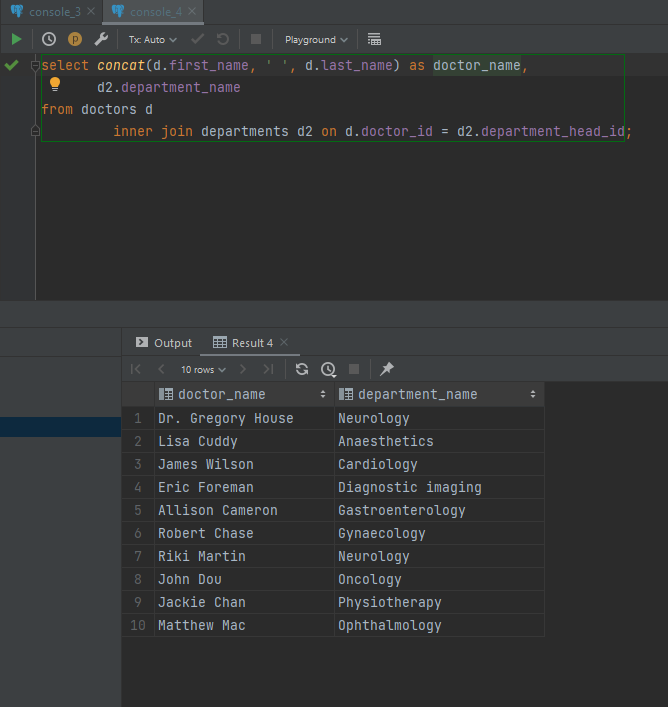 console_3
console_4
Tx: Auto
Playground
select concat(d.first_name, ' ', d.last_name) as doctor_name,
d2.department_name
from doctors d
inner join departments d2 on d.doctor_id = d2.department_head_id;
Output
Result 4
10 rows
doctor_name department_name
1 Dr. Gregory House Neurology
2 Lisa Cuddy Anaesthetics
3 James Wilson Cardiology
4 Eric Foreman Diagnostic imaging
5 Allison Cameron Gastroenterology
6 Robert Chase Gynaecology
7 Riki Martin Neurology
8 John Dou Oncology
9 Jackie Chan Physiotherapy
10 Matthew Mac Ophthalmology